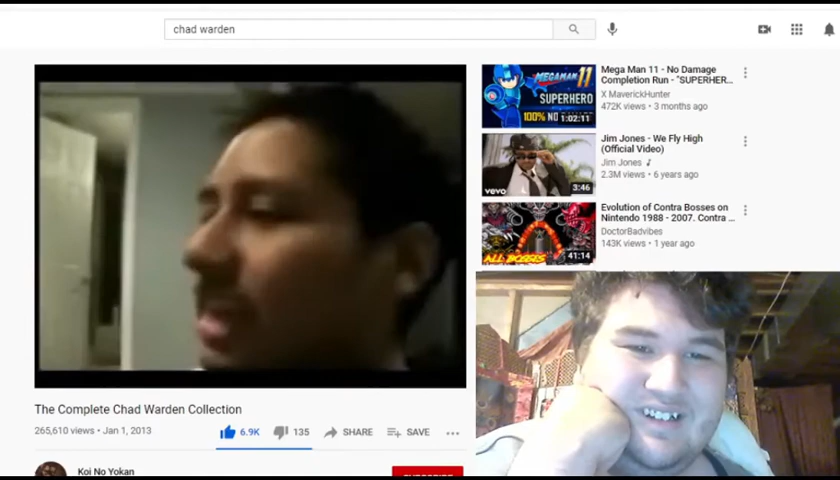 chad warden
MEGAMAN 11
SUPERHERO
100% NO
1:02:11
Mega Man 11 - No Damage
Completion Run - "SUPERHER...
X MaverickHunter
472K views • 3 months ago
vevo
3:46
Jim Jones - We Fly High
(Official Video)
Jim Jones
2.3M views • 6 years ago
ALL BOSSES
41:14
Evolution of Contra Bosses on
Nintendo 1988 - 2007. Contra ...
DoctorBadvibes
143K views • 1 year ago
The Complete Chad Warden Collection
265,610 views • Jan 1, 2013
6.9K 135 SHARE SAVE
Koi No Yokan
SUBSCRIBE